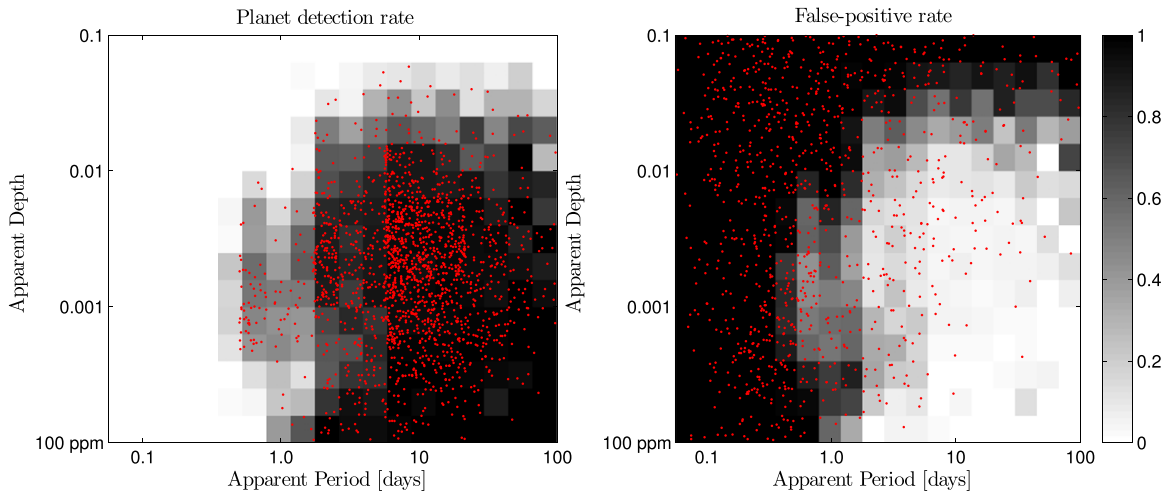 Planet detection rate
0.1
0.01
0.001
100 ppm
Apparent Depth
0.1
1.0
10
100
Apparent Period [days]
False-positive rate
0.1
0.01
0.001
100 ppm
Apparent Depth
0.1
1.0
10
100
Apparent Period [days]
1
0.8
0.6
0.4
0.2
0